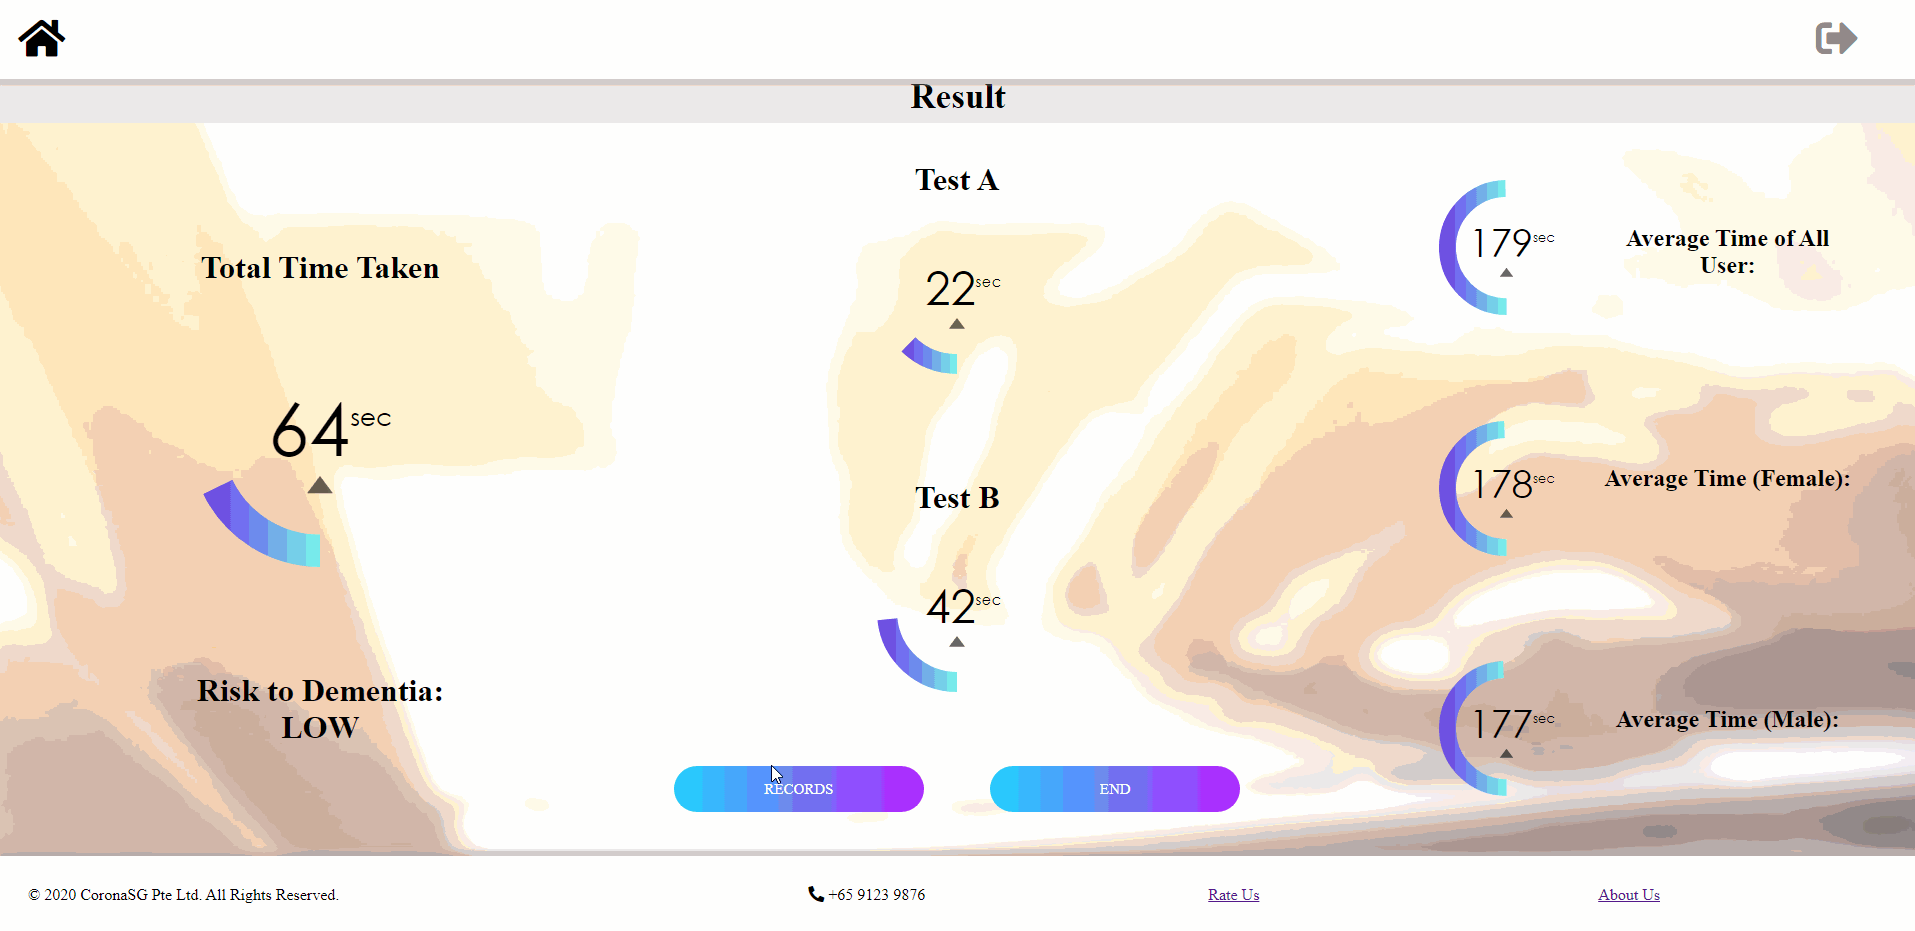 Result
Total Time Taken
64 sec
Risk to Dementia:
LOW
Test A
22 sec
Test B
42 sec
179 sec
Average Time of All
User:
178 sec
Average Time (Female):
177 sec
Average Time (Male):
RECORDS
END
© 2020 CoronaSG Pte Ltd. All Rights Reserved.
+65 9123 9876
Rate Us
About Us